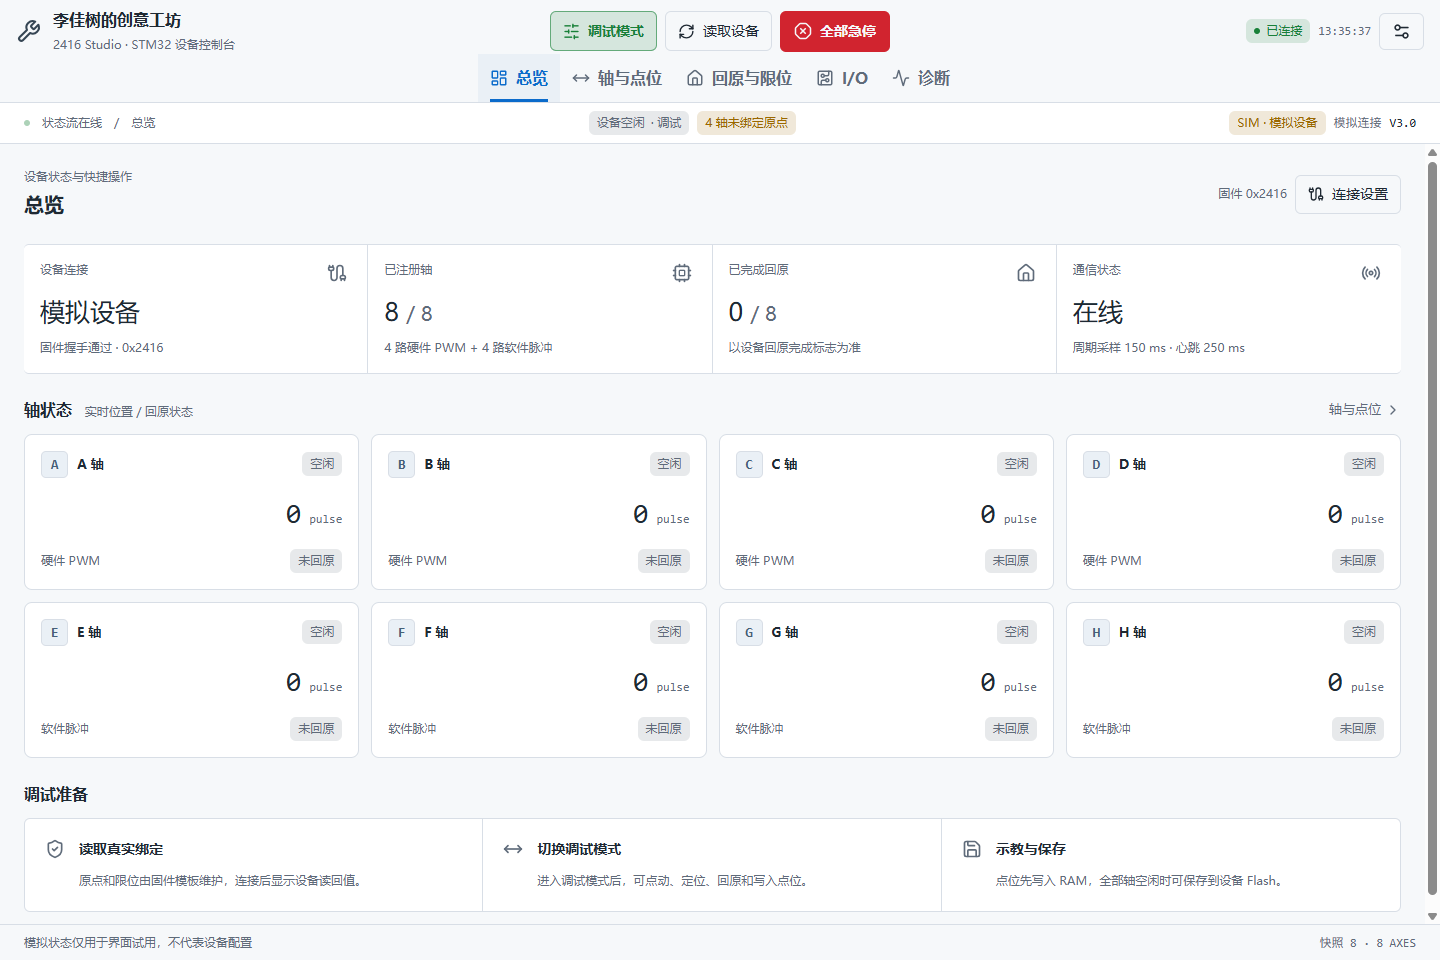 李佳树的创意工坊
2416 Studio · STM32 设备控制台
调试模式
读取设备
全部急停
已连接
13:35:37
总览
轴与点位
回原与限位
I/O
诊断
状态流在线 / 总览
设备空闲 · 调试
4 轴未绑定原点
SIM · 模拟设备
模拟连接 V3.0
设备状态与快捷操作
总览
固件 0x2416
连接设置
设备连接
模拟设备
固件握手通过 · 0x2416
已注册轴
8 / 8
4 路硬件 PWM + 4 路软件脉冲
已完成回原
0 / 8
以设备回原完成标志为准
通信状态
在线
周期采样 150 ms · 心跳 250 ms
轴状态 实时位置 / 回原状态
轴与点位
A A 轴 空闲
0 pulse
硬件 PWM 未回原
B B 轴 空闲
0 pulse
硬件 PWM 未回原
C C 轴 空闲
0 pulse
硬件 PWM 未回原
D D 轴 空闲
0 pulse
硬件 PWM 未回原
E E 轴 空闲
0 pulse
软件脉冲 未回原
F F 轴 空闲
0 pulse
软件脉冲 未回原
G G 轴 空闲
0 pulse
软件脉冲 未回原
H H 轴 空闲
0 pulse
软件脉冲 未回原
调试准备
读取真实绑定
原点和限位由固件模板维护，连接后显示设备读回值。
切换调试模式
进入调试模式后，可点动、定位、回原和写入点位。
示教与保存
点位先写入 RAM，全部轴空闲时可保存到设备 Flash。
模拟状态仅用于界面试用，不代表设备配置
快照 8 · 8 AXES